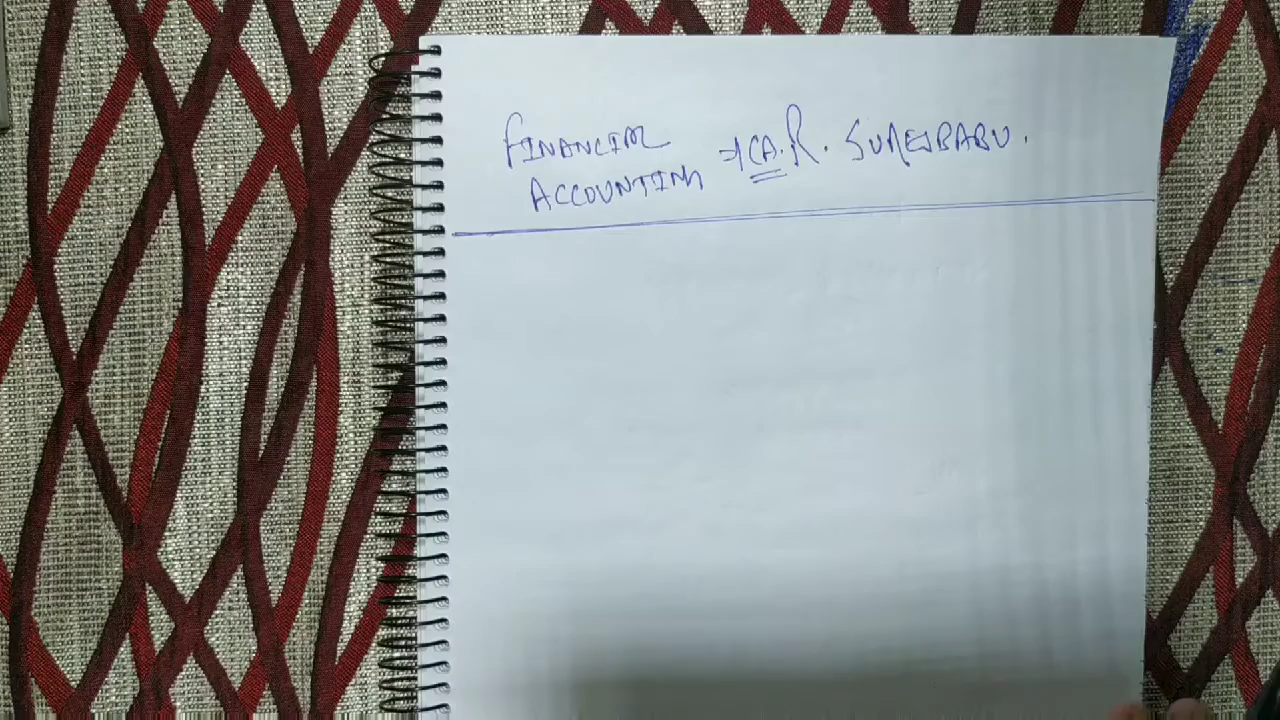 FINANCIAL
ACCOUNTING → CA. R. SURESBABU.